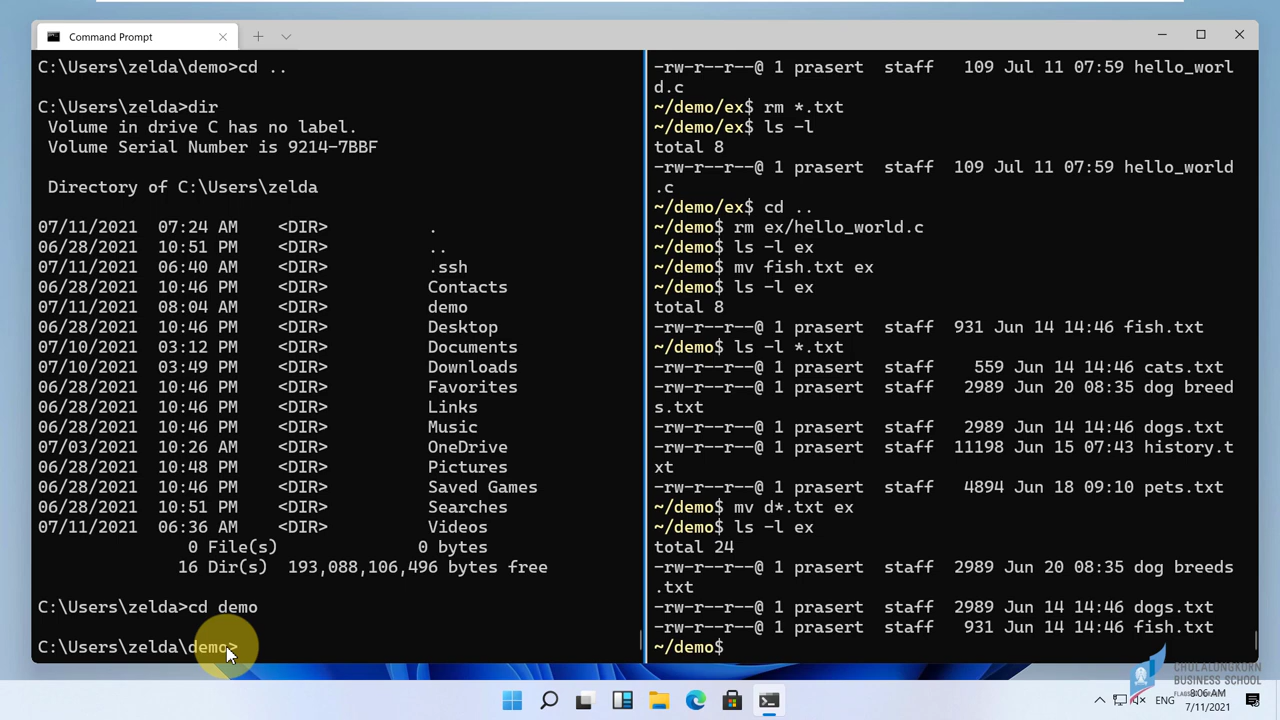 Command Prompt
C:\Users\zelda\demo>cd ..
C:\Users\zelda>dir
Volume in drive C has no label.
Volume Serial Number is 9214-7BBF
Directory of C:\Users\zelda
07/11/2021 07:24 AM <DIR> .
06/28/2021 10:51 PM <DIR> ..
07/11/2021 06:40 AM <DIR> .ssh
06/28/2021 10:46 PM <DIR> Contacts
07/11/2021 08:04 AM <DIR> demo
06/28/2021 10:46 PM <DIR> Desktop
07/10/2021 03:12 PM <DIR> Documents
07/10/2021 03:49 PM <DIR> Downloads
06/28/2021 10:46 PM <DIR> Favorites
06/28/2021 10:46 PM <DIR> Links
06/28/2021 10:46 PM <DIR> Music
07/03/2021 10:26 AM <DIR> OneDrive
06/28/2021 10:48 PM <DIR> Pictures
06/28/2021 10:46 PM <DIR> Saved Games
06/28/2021 10:51 PM <DIR> Searches
07/11/2021 06:36 AM <DIR> Videos
0 File(s) 0 bytes
16 Dir(s) 193,088,106,496 bytes free
C:\Users\zelda>cd demo
C:\Users\zelda\demo>
-rw-r--r--@ 1 prasert staff 109 Jul 11 07:59 hello_worl
d.c
~/demo/ex$ rm *.txt
~/demo/ex$ ls -l
total 8
-rw-r--r--@ 1 prasert staff 109 Jul 11 07:59 hello_world
.c
~/demo/ex$ cd ..
~/demo$ rm ex/hello_world.c
~/demo$ ls -l ex
~/demo$ mv fish.txt ex
~/demo$ ls -l ex
total 8
-rw-r--r--@ 1 prasert staff 931 Jun 14 14:46 fish.txt
~/demo$ ls -l *.txt
-rw-r--r--@ 1 prasert staff 559 Jun 14 14:46 cats.txt
-rw-r--r--@ 1 prasert staff 2989 Jun 20 08:35 dog breed
s.txt
-rw-r--r--@ 1 prasert staff 2989 Jun 14 14:46 dogs.txt
-rw-r--r--@ 1 prasert staff 11198 Jun 15 07:43 history.t
xt
-rw-r--r--@ 1 prasert staff 4894 Jun 18 09:10 pets.txt
~/demo$ mv d*.txt ex
~/demo$ ls -l ex
total 24
-rw-r--r--@ 1 prasert staff 2989 Jun 20 08:35 dog breeds
.txt
-rw-r--r--@ 1 prasert staff 2989 Jun 14 14:46 dogs.txt
-rw-r--r--@ 1 prasert staff 931 Jun 14 14:46 fish.txt
~/demo$
CHULALONGKORN
BUSINESS SCHOOL
ENG
8:06 AM
7/11/2021